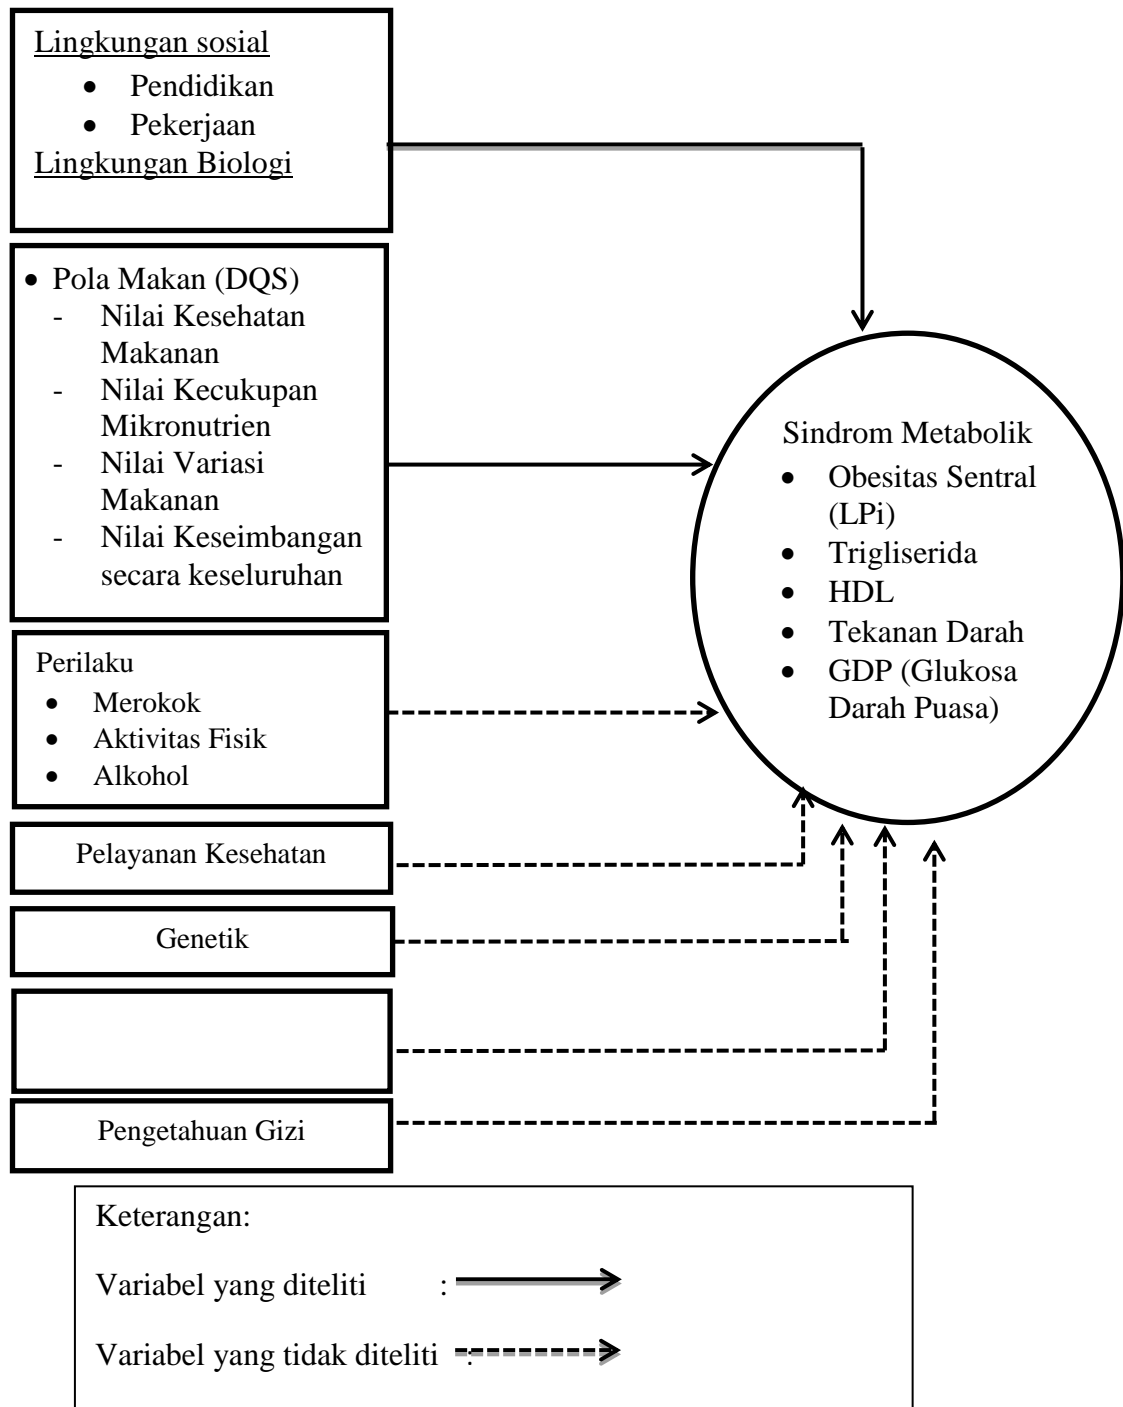 Lingkungan sosial
• Pendidikan
• Pekerjaan
Lingkungan Biologi
• Pola Makan (DQS)
- Nilai Kesehatan
Makanan
- Nilai Kecukupan
Mikronutrien
- Nilai Variasi
Makanan
- Nilai Keseimbangan
secara keseluruhan
Perilaku
• Merokok
• Aktivitas Fisik
• Alkohol
Pelayanan Kesehatan
Genetik
Pengetahuan Gizi
Sindrom Metabolik
• Obesitas Sentral
(LPi)
• Trigliserida
• HDL
• Tekanan Darah
• GDP (Glukosa
Darah Puasa)
Keterangan:
Variabel yang diteliti :
Variabel yang tidak diteliti :